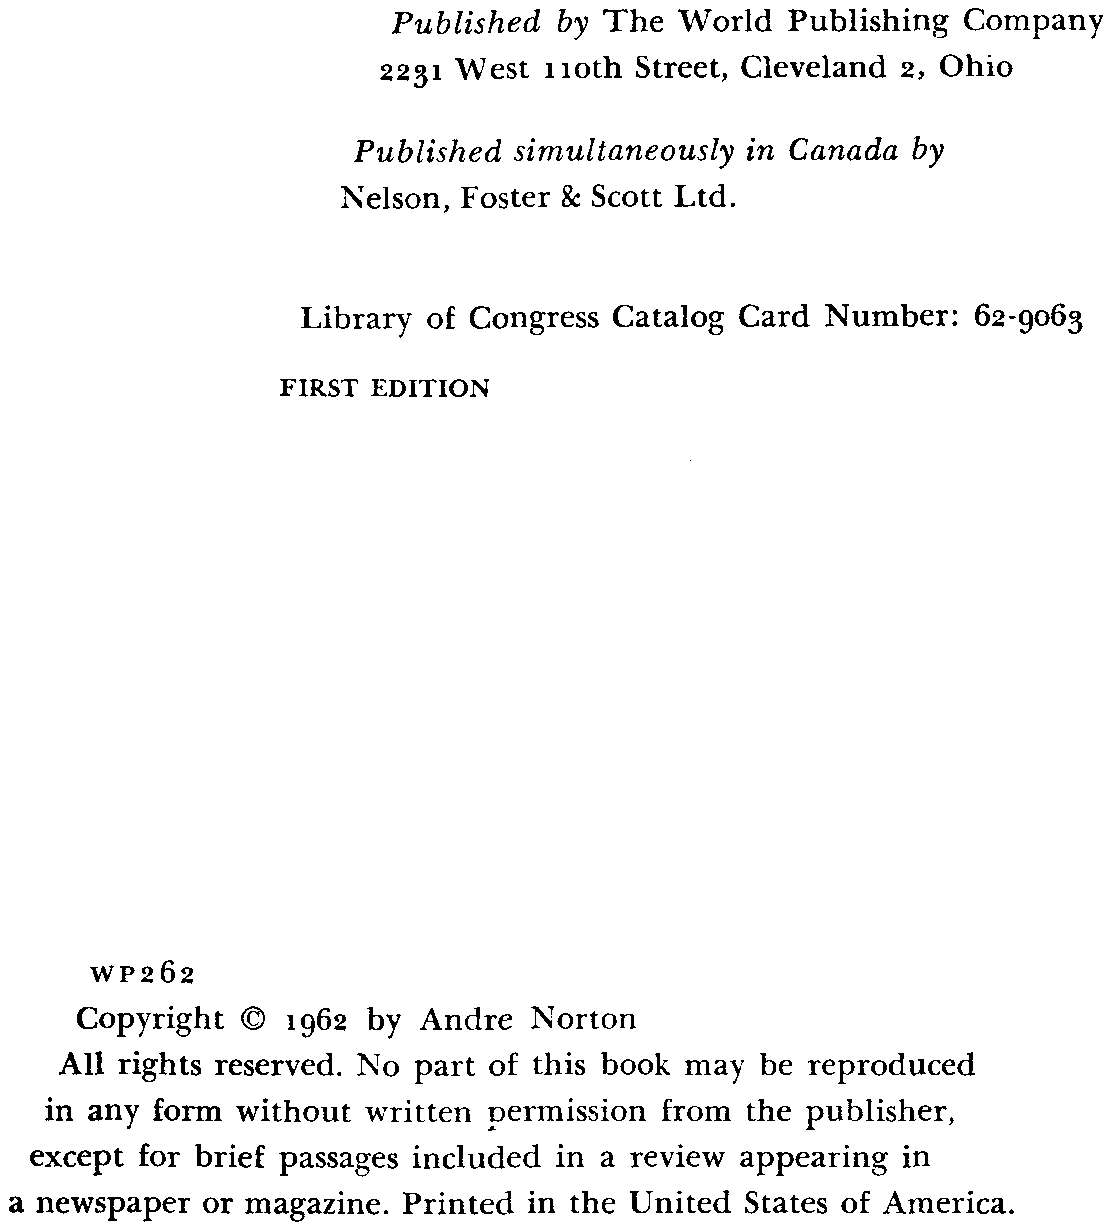 Published by The World Publishing Company
2231 West 110th Street, Cleveland 2, Ohio
Published simultaneously in Canada by
Nelson, Foster & Scott Ltd.
Library of Congress Catalog Card Number: 62-9063
FIRST EDITION
WP262
Copyright © 1962 by Andre Norton
All rights reserved. No part of this book may be reproduced
in any form without written permission from the publisher,
except for brief passages included in a review appearing in
a newspaper or magazine. Printed in the United States of America.